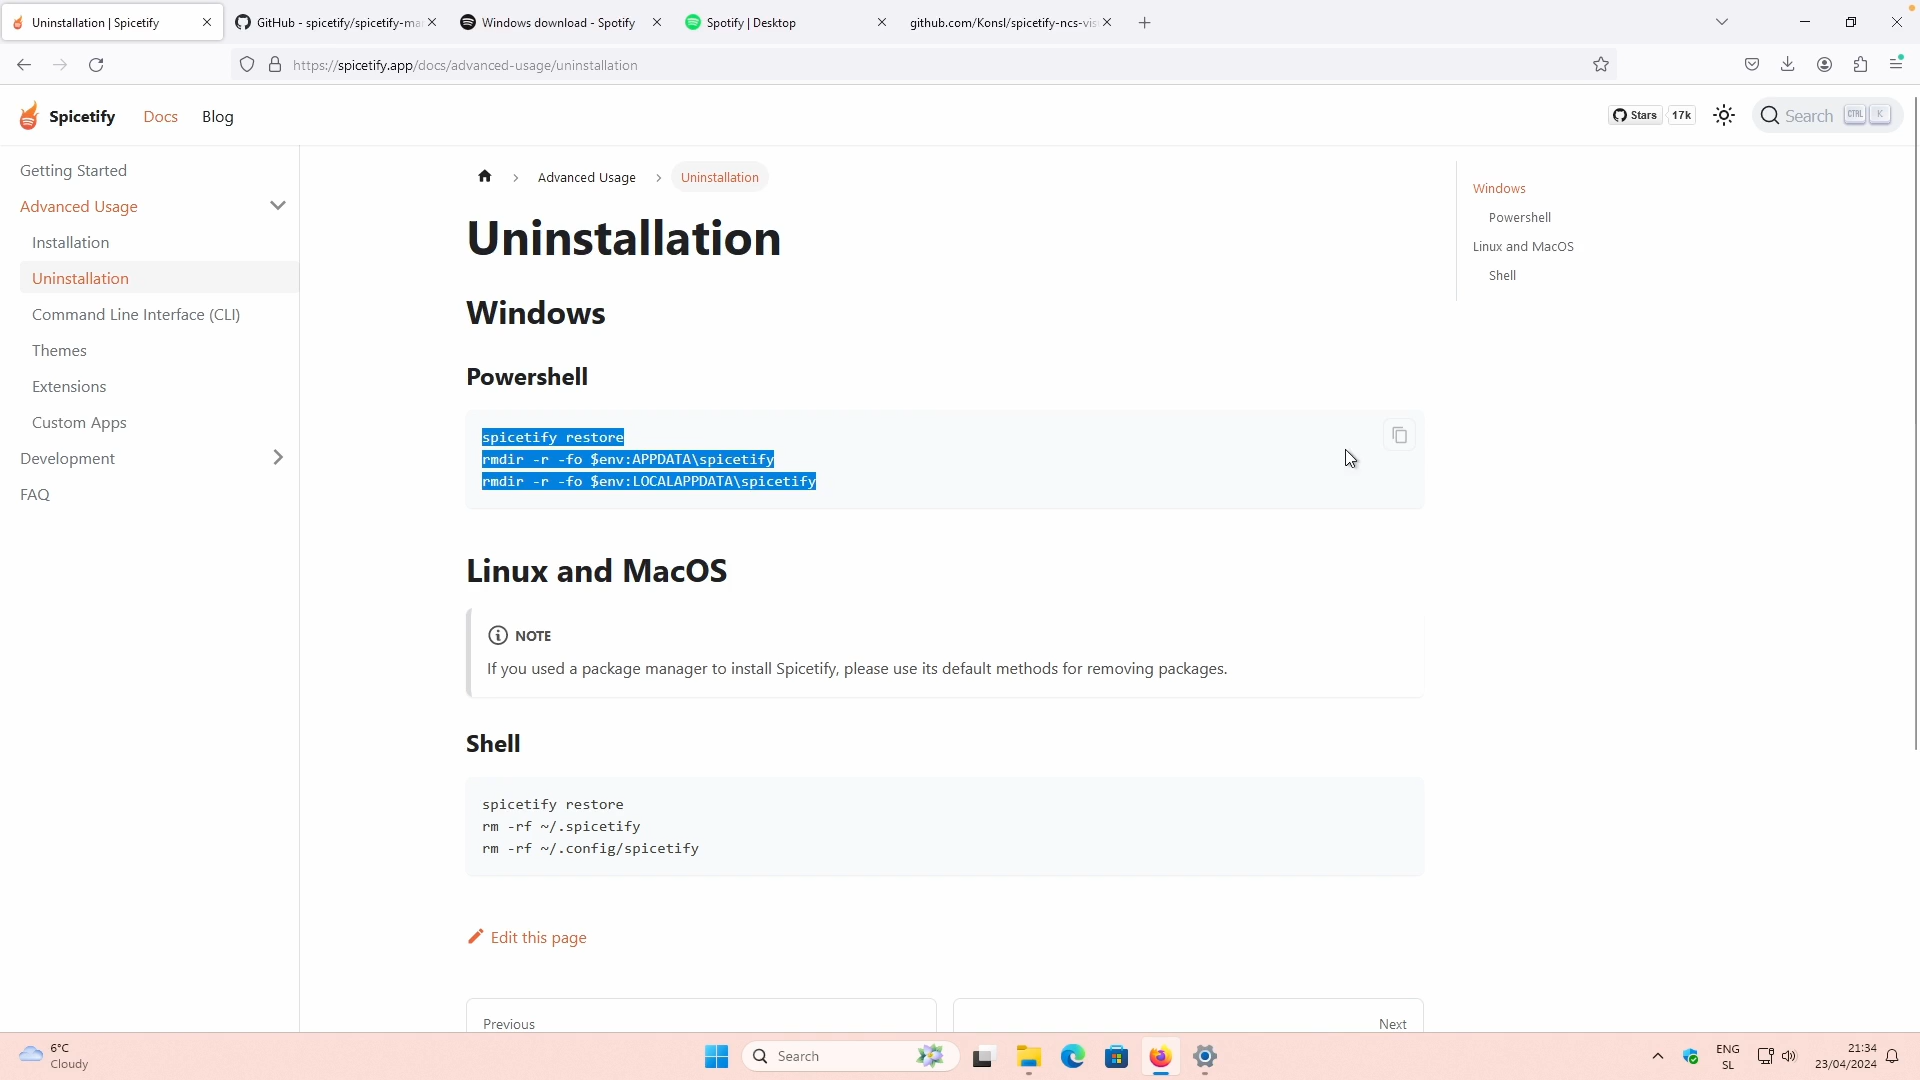 Uninstallation | Spicetify
GitHub - spicetify/spicetify-ma
Windows download - Spotify
Spotify | Desktop
github.com/Konsl/spicetify-ncs-vis
https://spicetify.app/docs/advanced-usage/uninstallation
Spicetify
Docs
Blog
Stars
17k
Search
CTRL
K
Getting Started
Advanced Usage
Installation
Uninstallation
Command Line Interface (CLI)
Themes
Extensions
Custom Apps
Development
FAQ
Advanced Usage
Uninstallation
Uninstallation
Windows
Powershell
spicetify restore
rmdir -r -fo $env:APPDATA\spicetify
rmdir -r -fo $env:LOCALAPPDATA\spicetify
Linux and MacOS
NOTE
If you used a package manager to install Spicetify, please use its default methods for removing packages.
Shell
spicetify restore
rm -rf ~/.spicetify
rm -rf ~/.config/spicetify
Edit this page
Previous
Next
Windows
Powershell
Linux and MacOS
Shell
6°C
Cloudy
Search
ENG
SL
21:34
23/04/2024